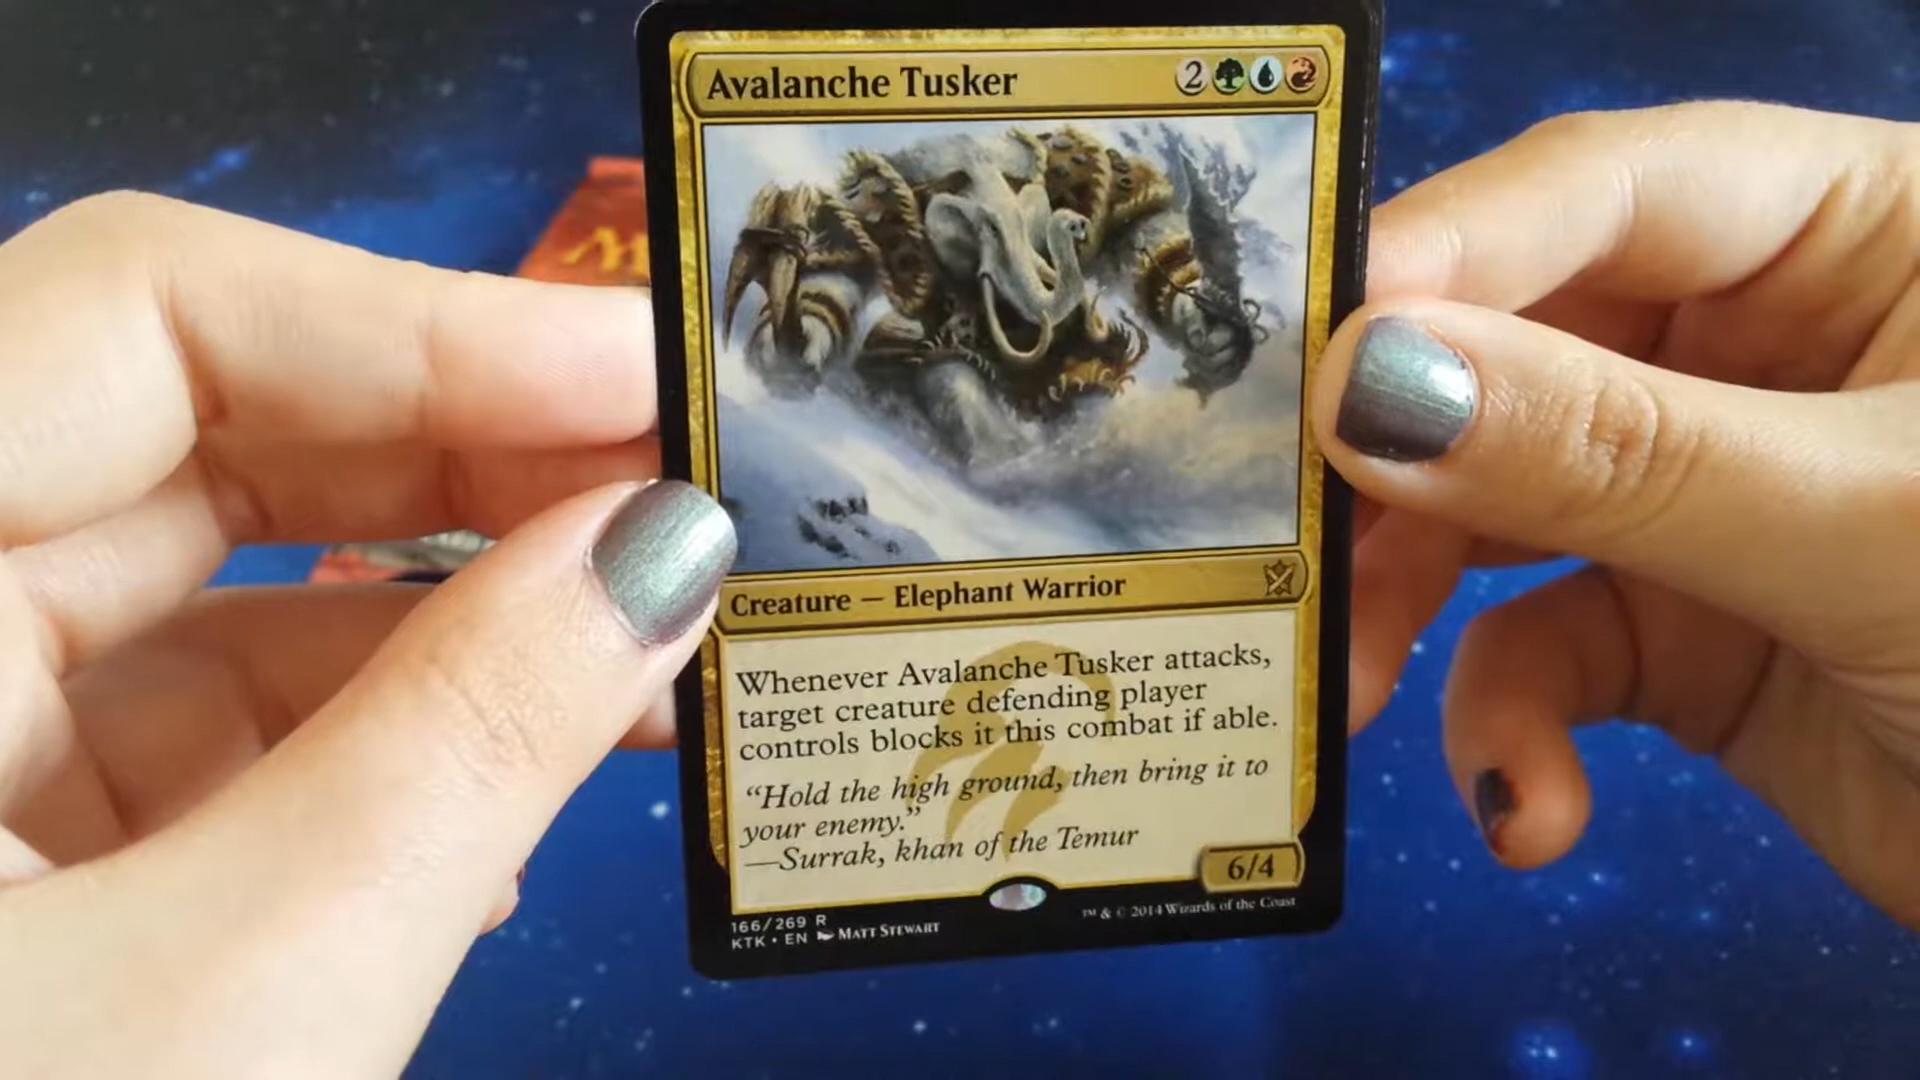 Avalanche Tusker 2
Creature — Elephant Warrior
Whenever Avalanche Tusker attacks,
target creature defending player
controls blocks it this combat if able.
“Hold the high ground, then bring it to
your enemy.”
—Surrak, khan of the Temur
6/4
166/269 R
KTK • EN MATT STEWART
™ & © 2014 Wizards of the Coast